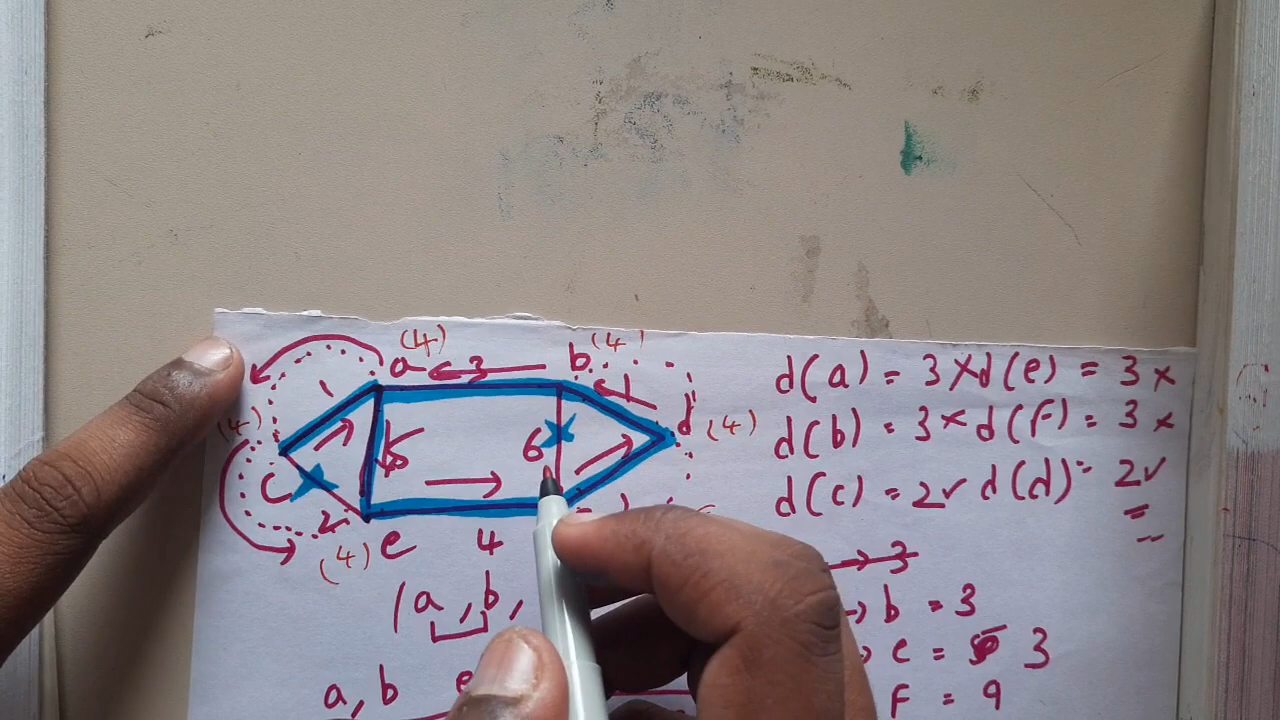 (4) a 3 b (4)
1 1
(4) 5 6 d (4)
c
2
(4) e 4
d(a) = 3 × d(e) = 3 ×
d(b) = 3 × d(F) = 3 ×
d(c) = 2 ✓ d(d) = 2 ✓
→ 3
(a, b,
→ b = 3
→ e = 3
a, b e
F = 9